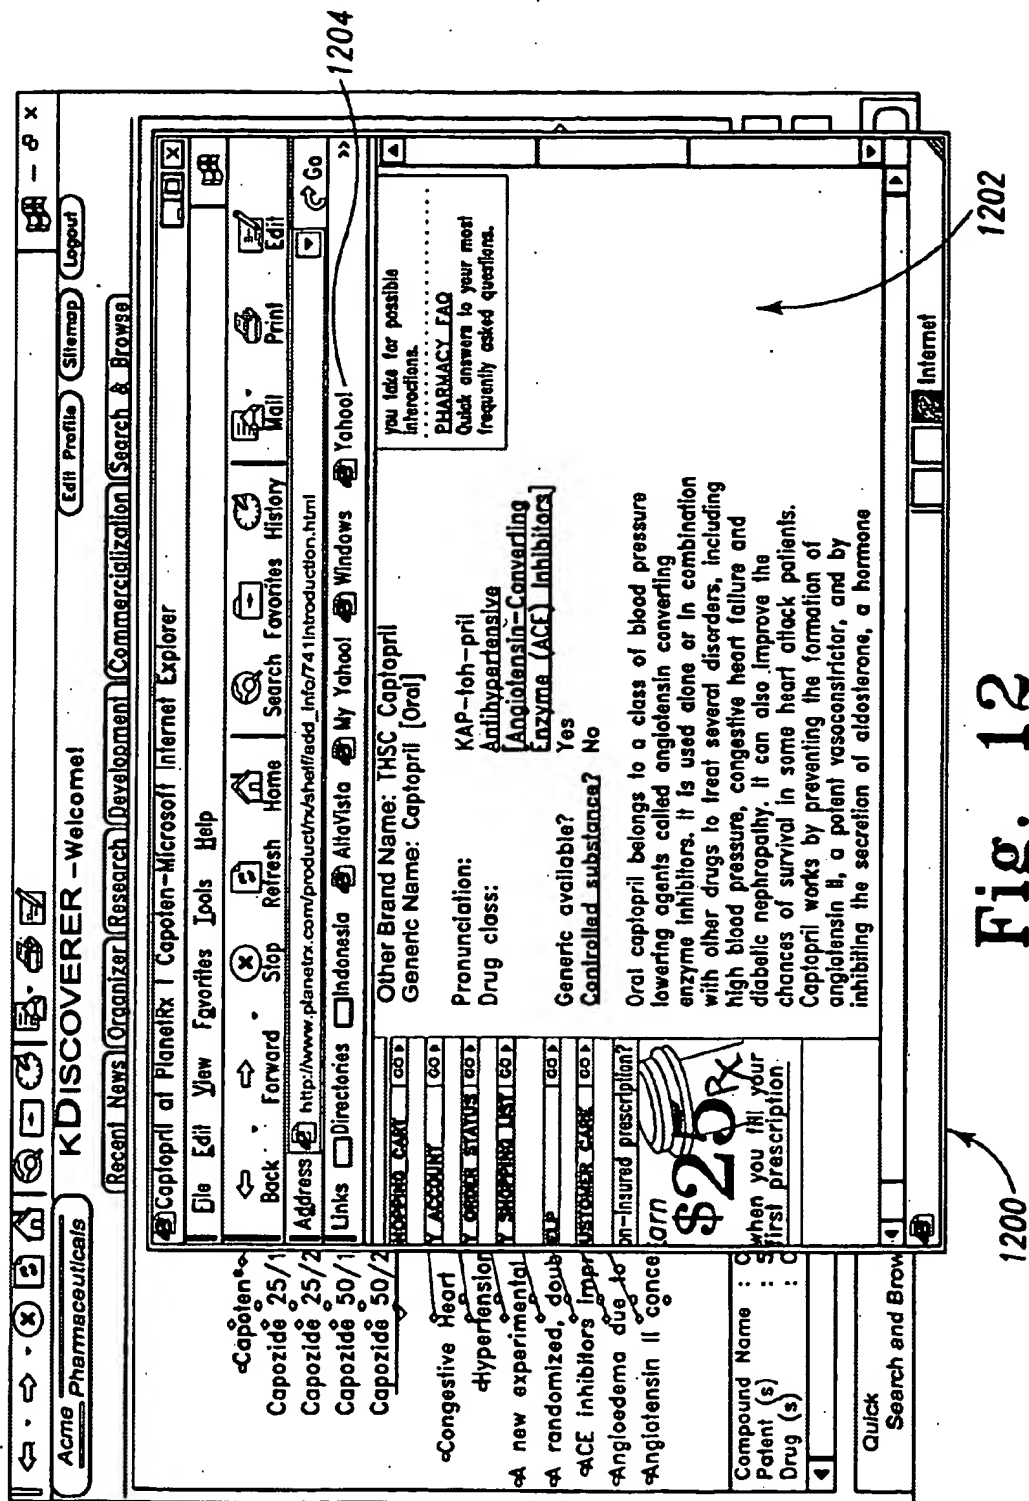 Acme
Pharmaceuticals
KDISCOVERER -Welcome!
Edit Profile Sitemap Logout
Recent News Organizer Research Development Commercialization Search & Browse
Captopril at PlanetRx | Capoten-Microsoft Internet Explorer
File Edit View Favorites Tools Help
Back Forward Stop Refresh Home Search Favorites History Mail Print Edit
Address http://www.planetrx.com/product/rx/shelf/add_info/741introduction.html Go
Links Directories Indonesia AltaVista My Yahoo! Windows Yahoo! >>
1204
Capoten*
Capozide 25/1
Capozide 25/2
Capozide 50/1
Capozide 50/2
Congestive Heart
Hypertension
A new experimental
A randomized, doub
ACE inhibitors impr
Angioedema due to
Angiotensin II conce
Compound Name : C
Patent (s) : S
Drug (s) : C
Quick
Search and Brow
HOPPING CART GO
Y ACCOUNT GO
Y ORDER STATUS GO
Y SHOPPING LIST GO
ELP GO
USTOMER CARE GO
on-insured prescription?
arn
$25 Rx
when you fill your
first prescription
Other Brand Name: THSC Captopril
Generic Name: Captopril [Oral]
Pronunciation: KAP-toh-pril
Drug class: Antihypertensive
[Angiotensin-Converting
Enzyme (ACE) Inhibitors]
Generic available? Yes
Controlled substance? No
Oral captopril belongs to a class of blood pressure
lowering agents called angiotensin converting
enzyme inhibitors. It is used alone or in combination
with other drugs to treat several disorders, including
high blood pressure, congestive heart failure and
diabetic nephropathy. It can also improve the
chances of survival in some heart attack patients.
Captopril works by preventing the formation of
angiotensin II, a potent vasoconstrictor, and by
inhibiting the secretion of aldosterone, a hormone
you take for possible
interactions.
PHARMACY FAQ
Quick answers to your most
frequently asked questions.
Internet
1202
1200
Fig. 12